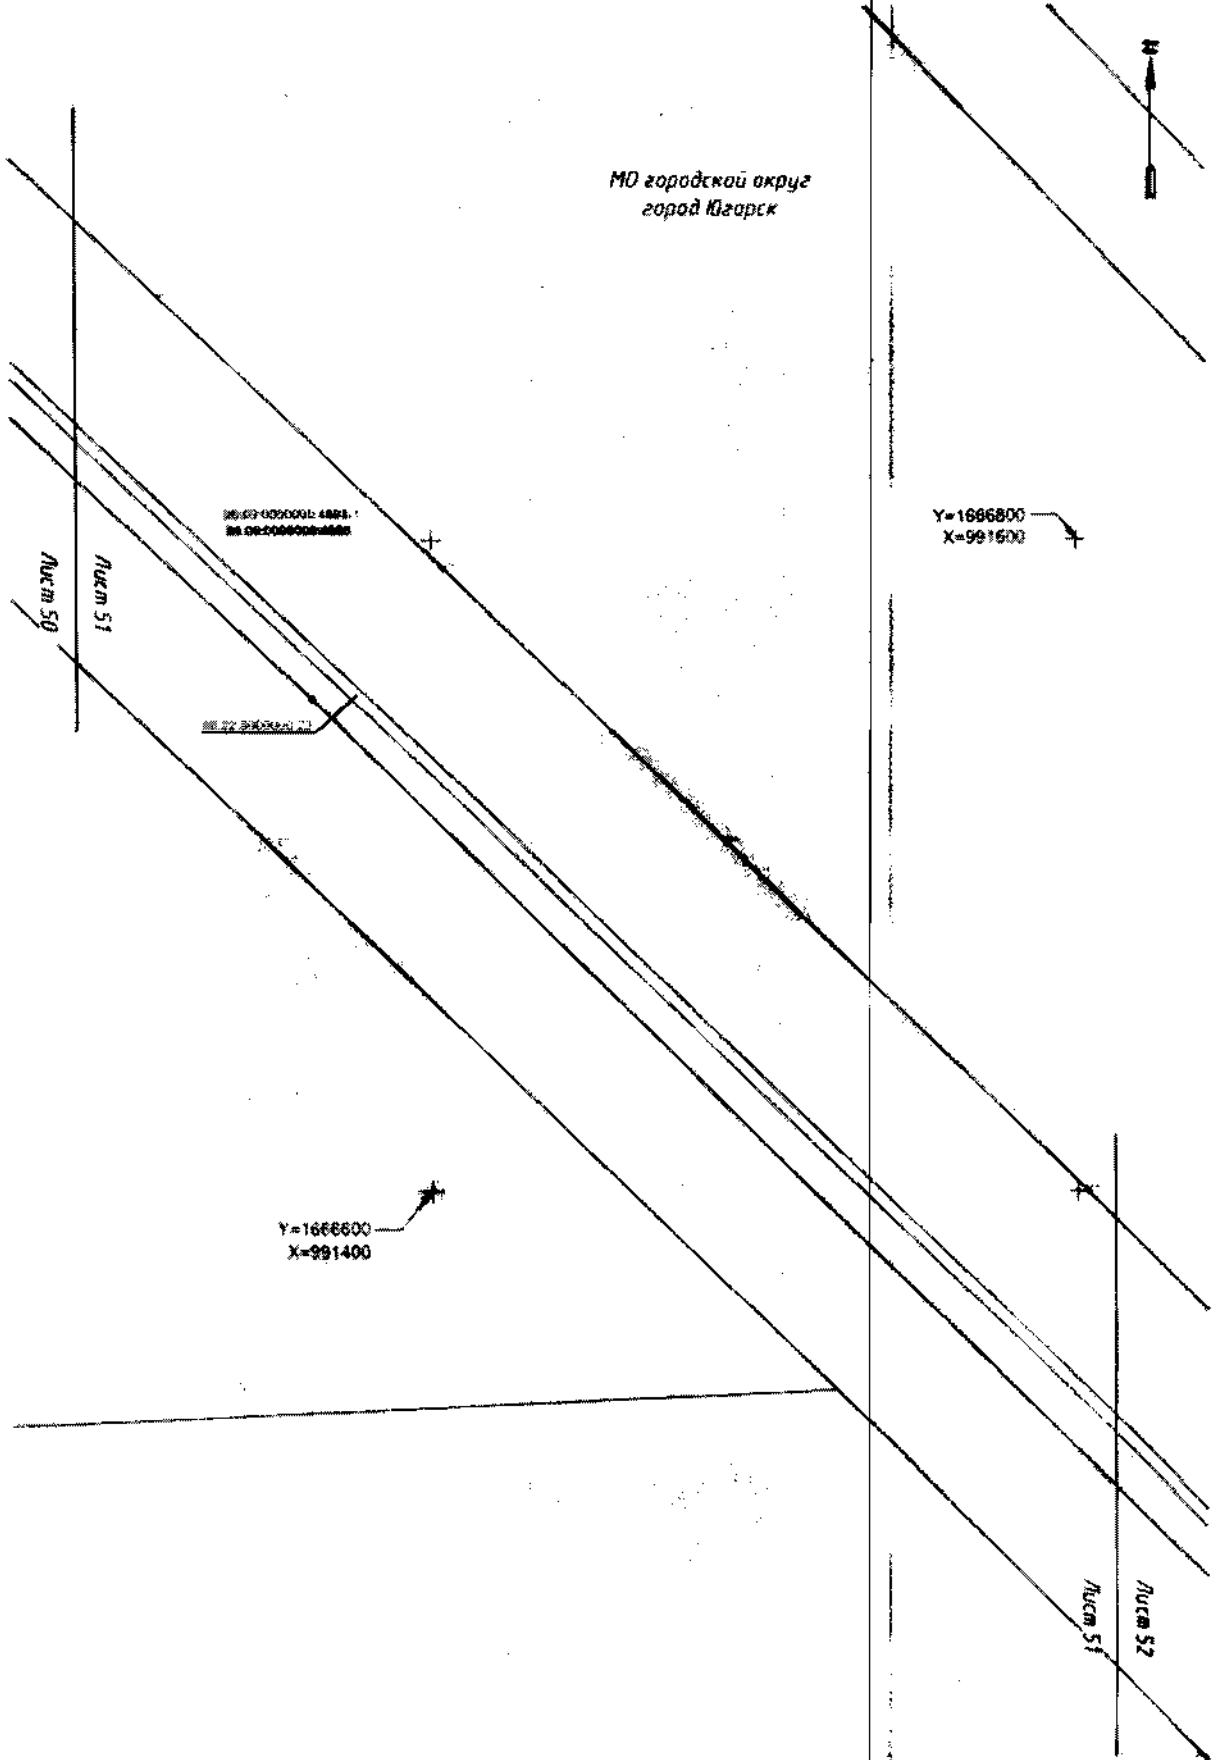 МО городской округ
город Югорск
Y=1666800
X=991600
Лист 51
Лист 50
Y=1666600
X=991400
Лист 52
Лист 51